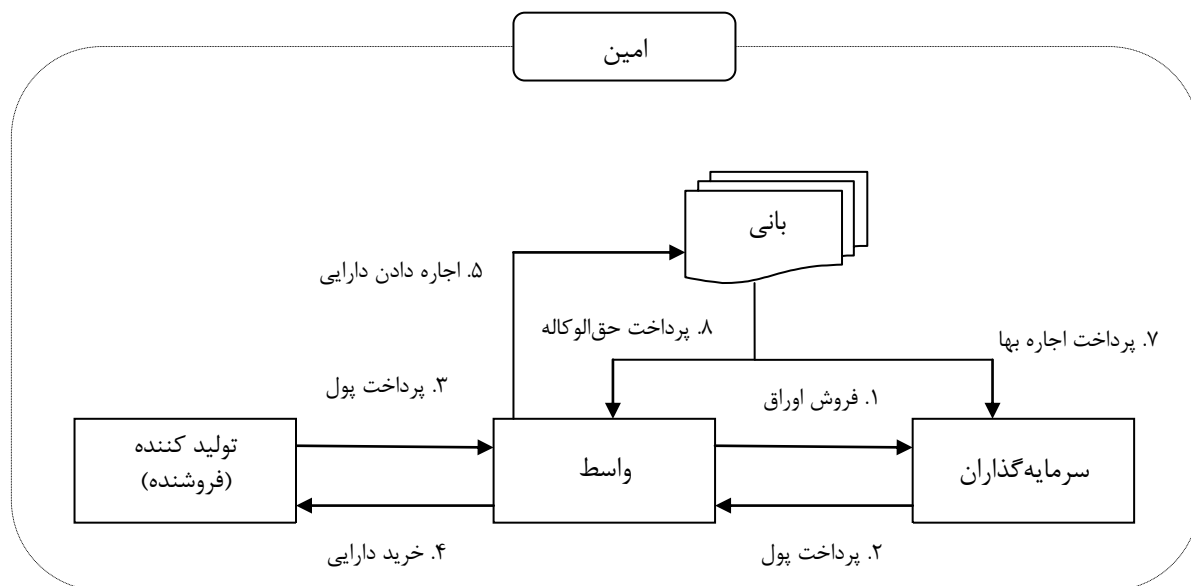 امین
بانی
۵. اجاره دادن دارایی
۸. پرداخت حق‌الوکاله
۷. پرداخت اجاره بها
۳. پرداخت پول
۱. فروش اوراق
تولید کننده
(فروشنده)
واسط
سرمایه‌گذاران
۴. خرید دارایی
۲. پرداخت پول